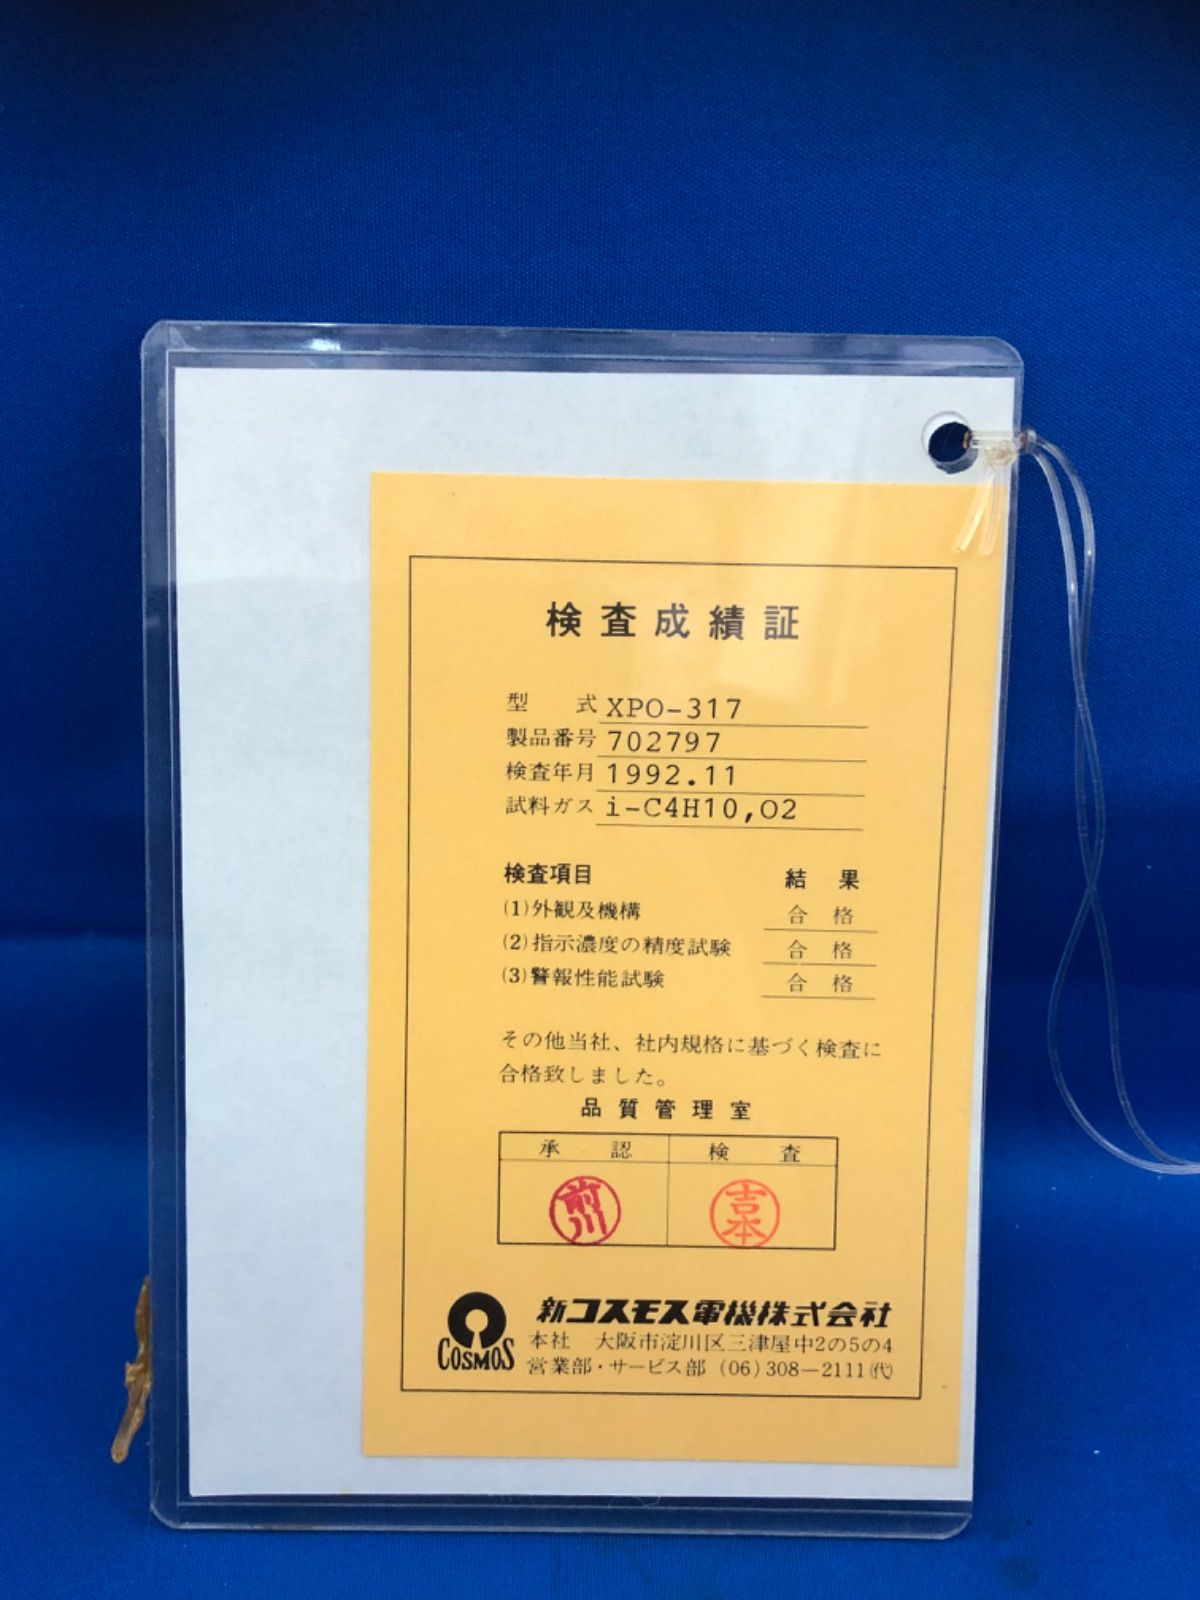 検査成績証
型　式 XPO-317
製品番号 702797
検査年月 1992.11
試料ガス i-C4H10,O2
検査項目　結果
(1)外観及機構　合格
(2)指示濃度の精度試験　合格
(3)警報性能試験　合格
その他当社、社内規格に基づく検査に
合格致しました。
品質管理室
承認　検査
前川　吉本
新コスモス電機株式会社
COSMOS
本社　大阪市淀川区三津屋中2の5の4
営業部・サービス部 (06)308-2111(代)